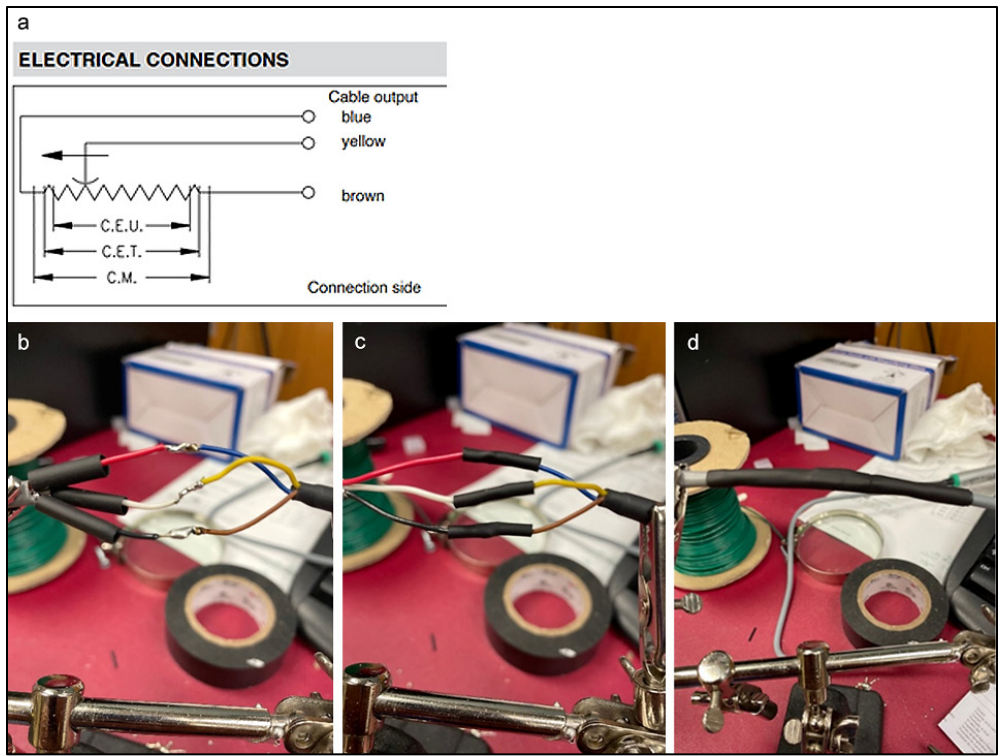 a
ELECTRICAL CONNECTIONS
Cable output
blue
yellow
brown
C.E.U.
C.E.T.
C.M.
Connection side
b
c
d